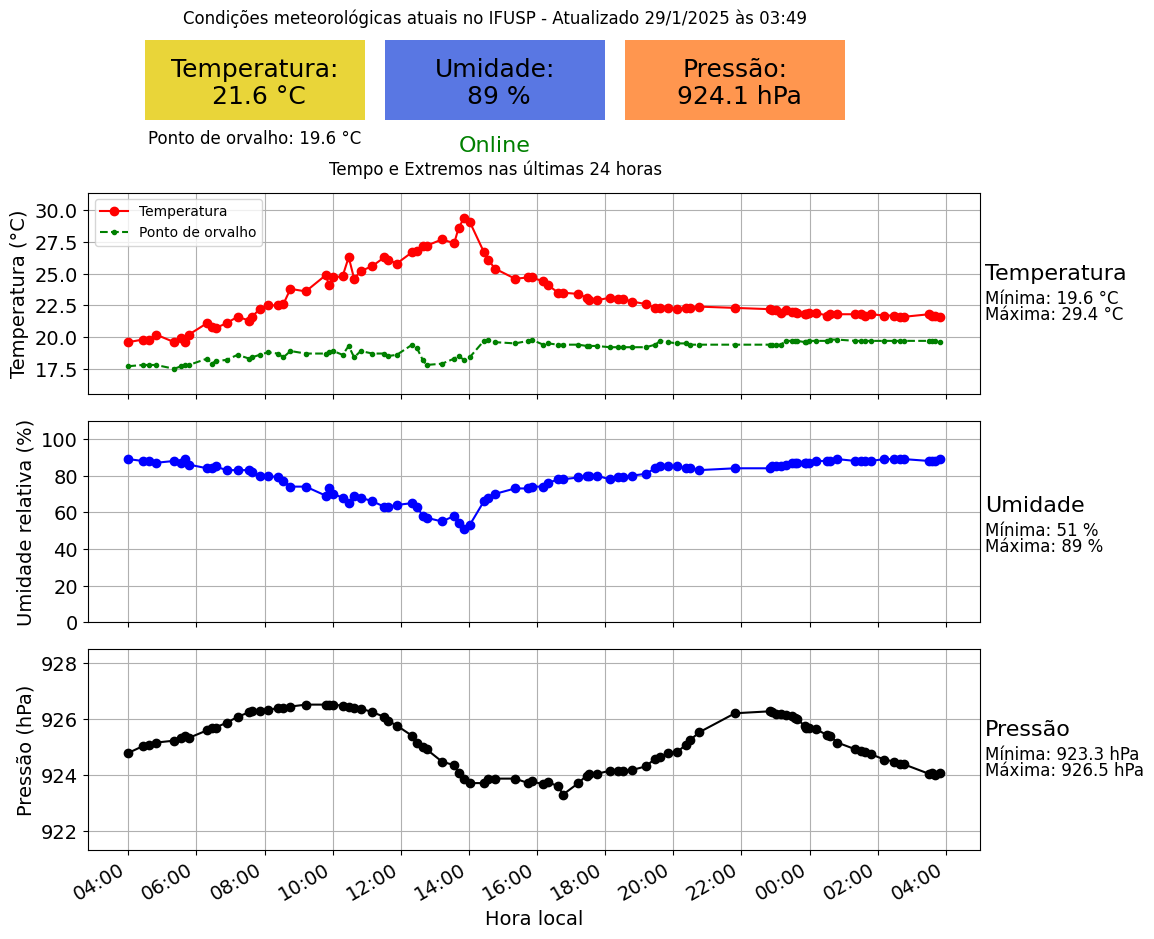 Condições meteorológicas atuais no IFUSP - Atualizado 29/1/2025 às 03:49
Temperatura:
21.6 °C
Umidade:
89 %
Pressão:
924.1 hPa
Ponto de orvalho: 19.6 °C
Online
Tempo e Extremos nas últimas 24 horas
Temperatura (°C)
30.0
27.5
25.0
22.5
20.0
17.5
Temperatura
Ponto de orvalho
Temperatura
Mínima: 19.6 °C
Máxima: 29.4 °C
Umidade relativa (%)
100
80
60
40
20
0
Umidade
Mínima: 51 %
Máxima: 89 %
Pressão (hPa)
928
926
924
922
Pressão
Mínima: 923.3 hPa
Máxima: 926.5 hPa
04:00 06:00 08:00 10:00 12:00 14:00 16:00 18:00 20:00 22:00 00:00 02:00 04:00
Hora local